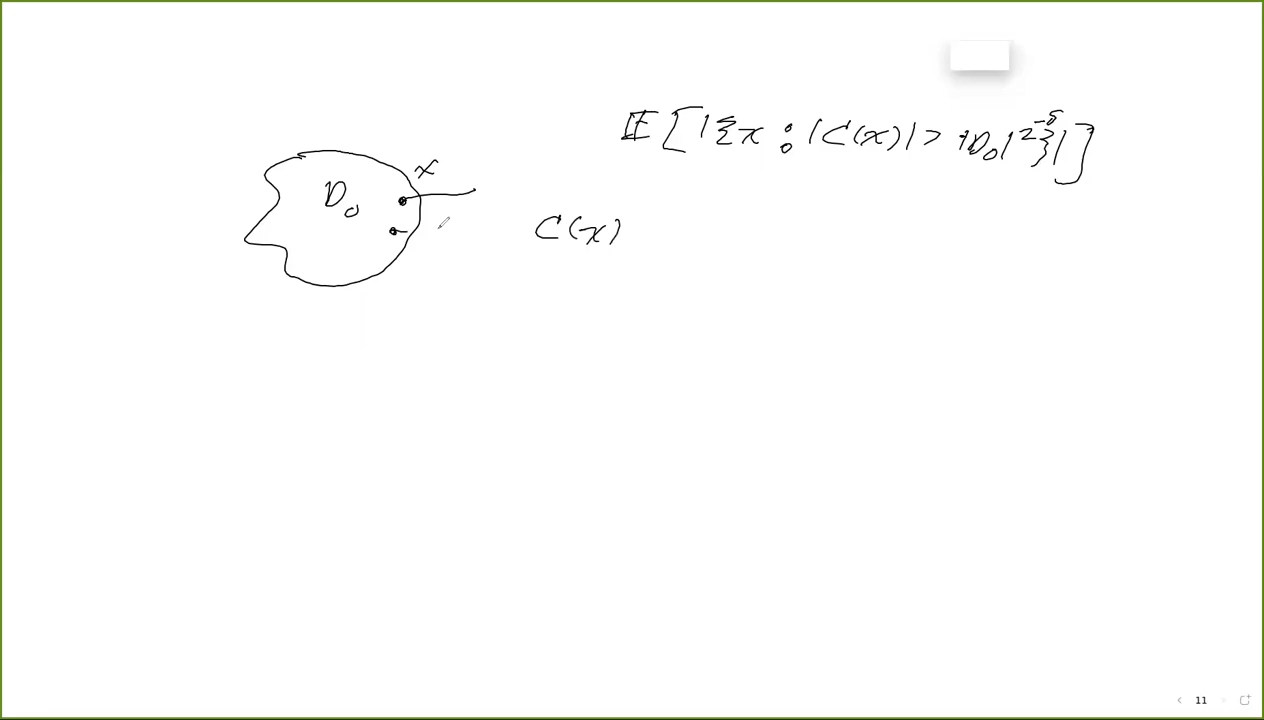 𝔼[|{x : |C(x)| > |D₀|^{2-δ}}|]
x
D₀
C(x)
11